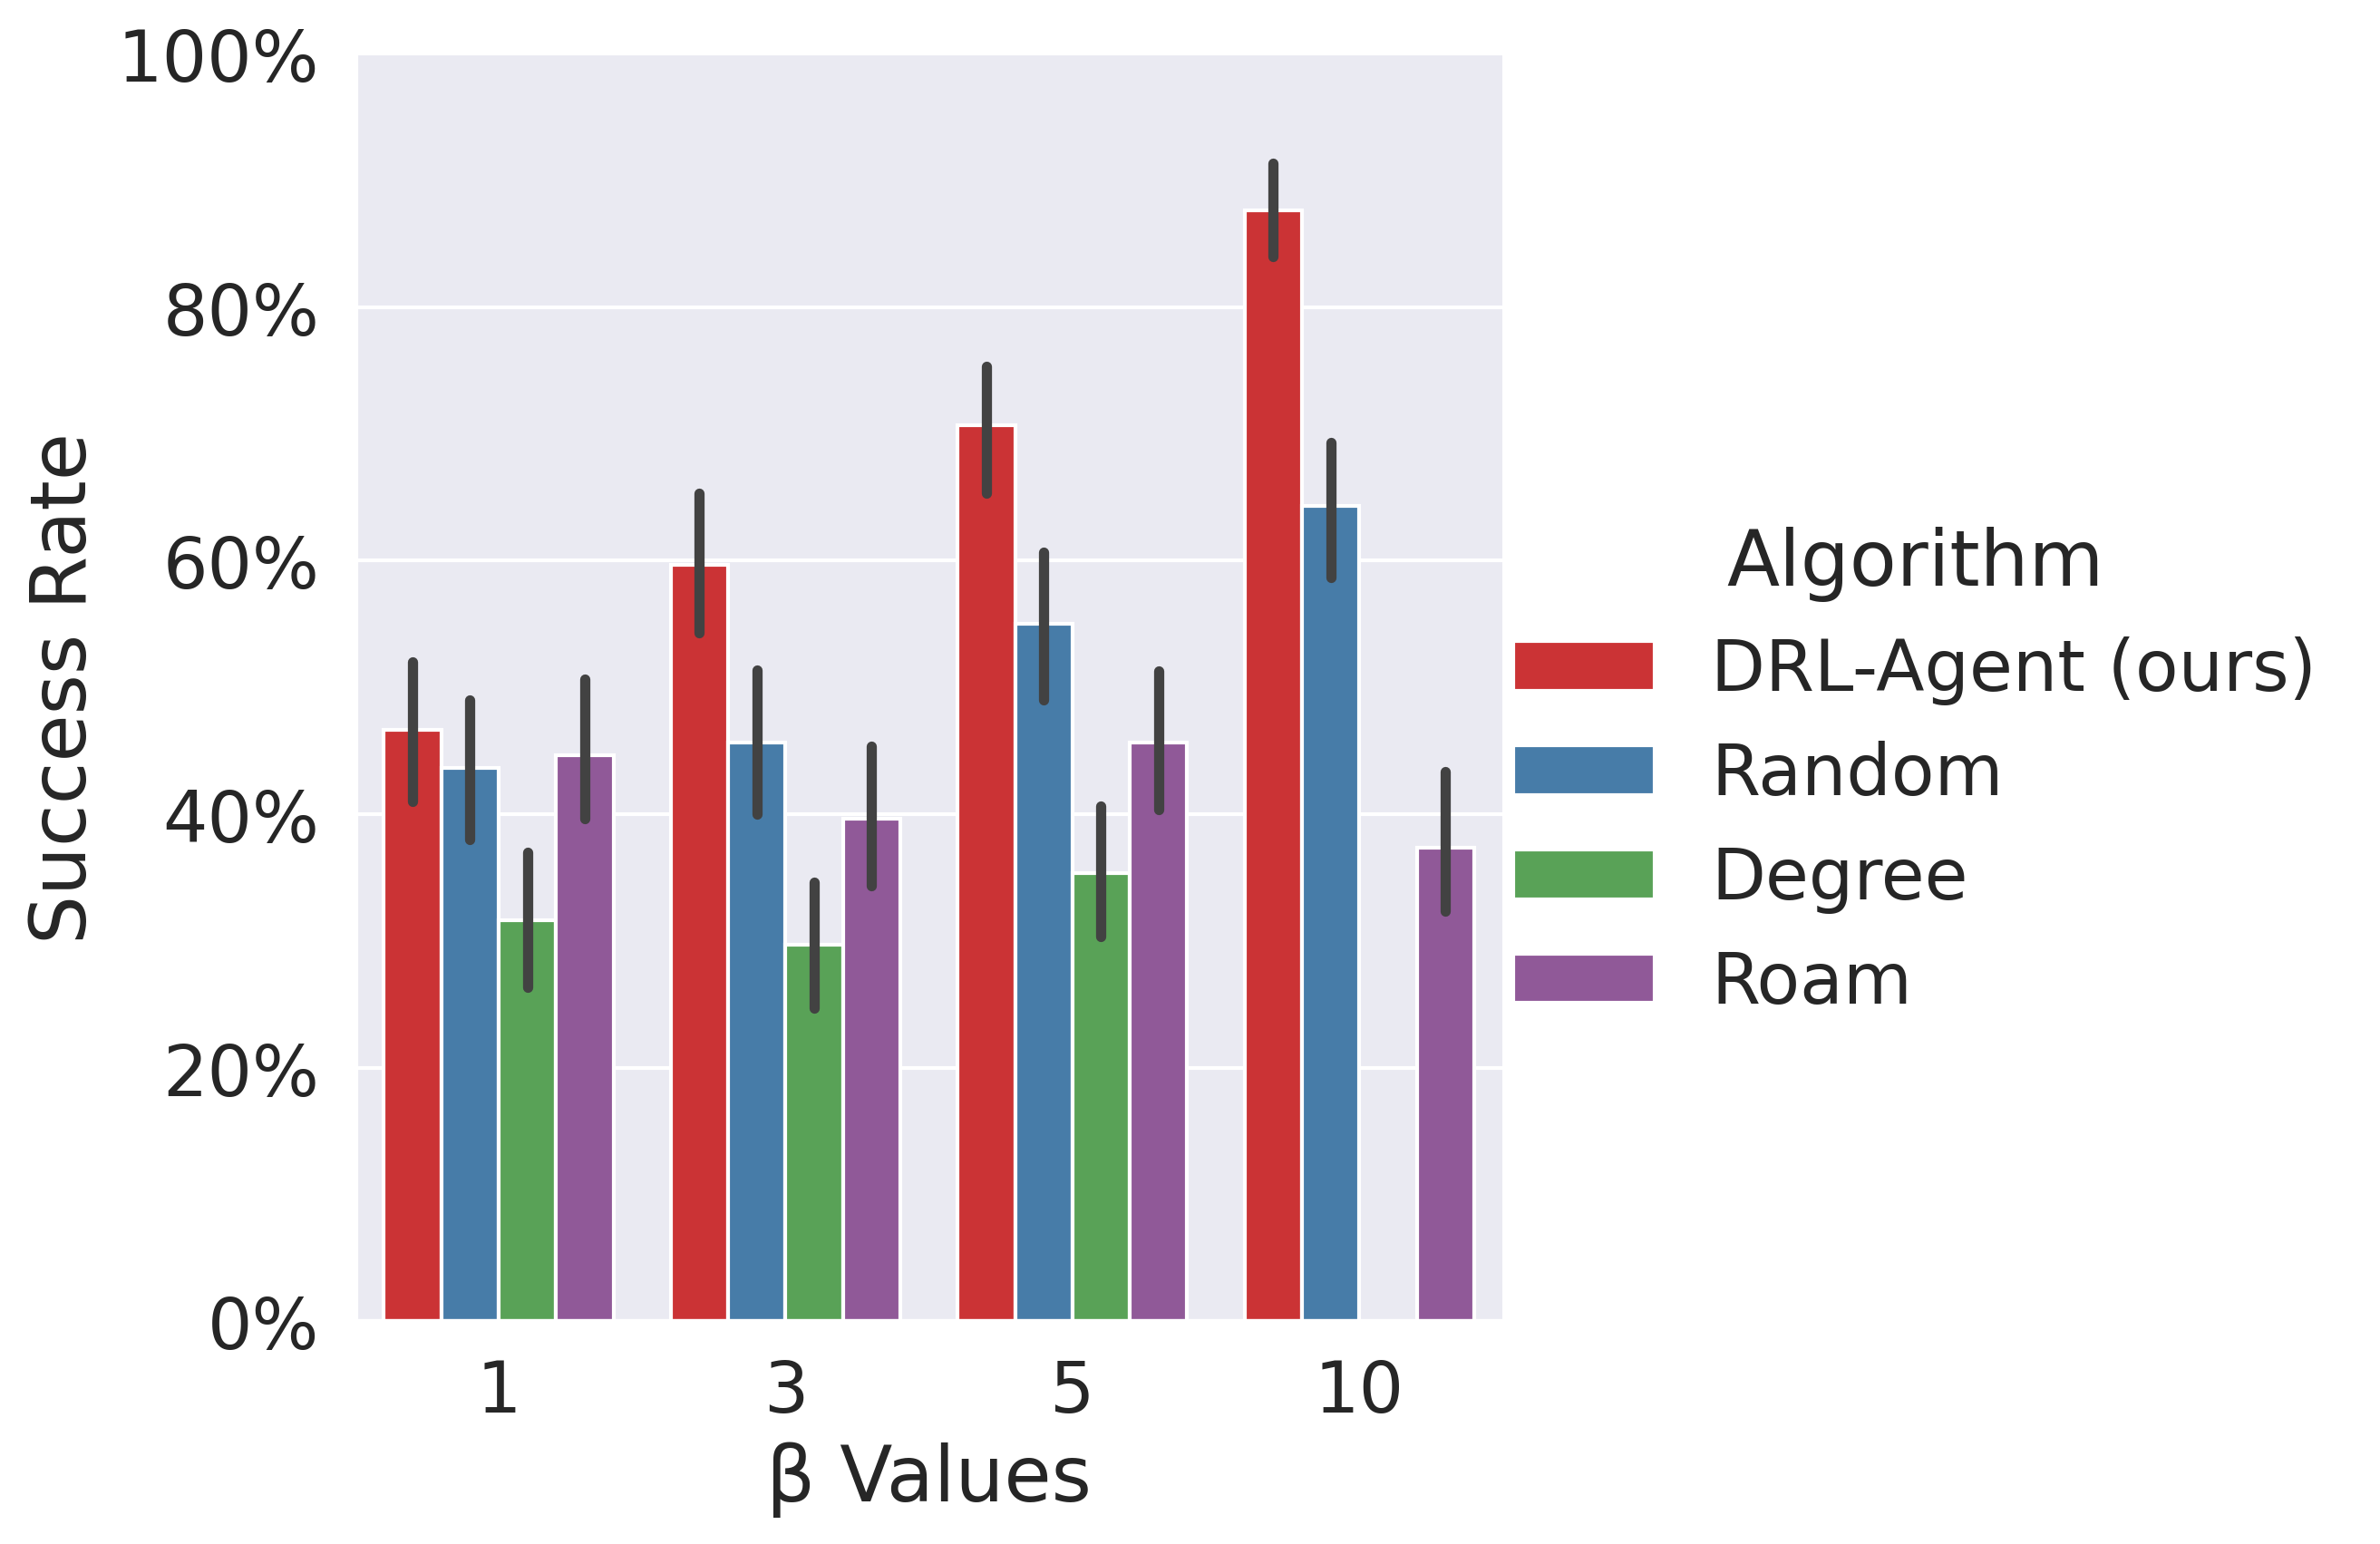 100%
80%
60%
40%
20%
0%
Success Rate
1 3 5 10
β Values
Algorithm
DRL-Agent (ours)
Random
Degree
Roam